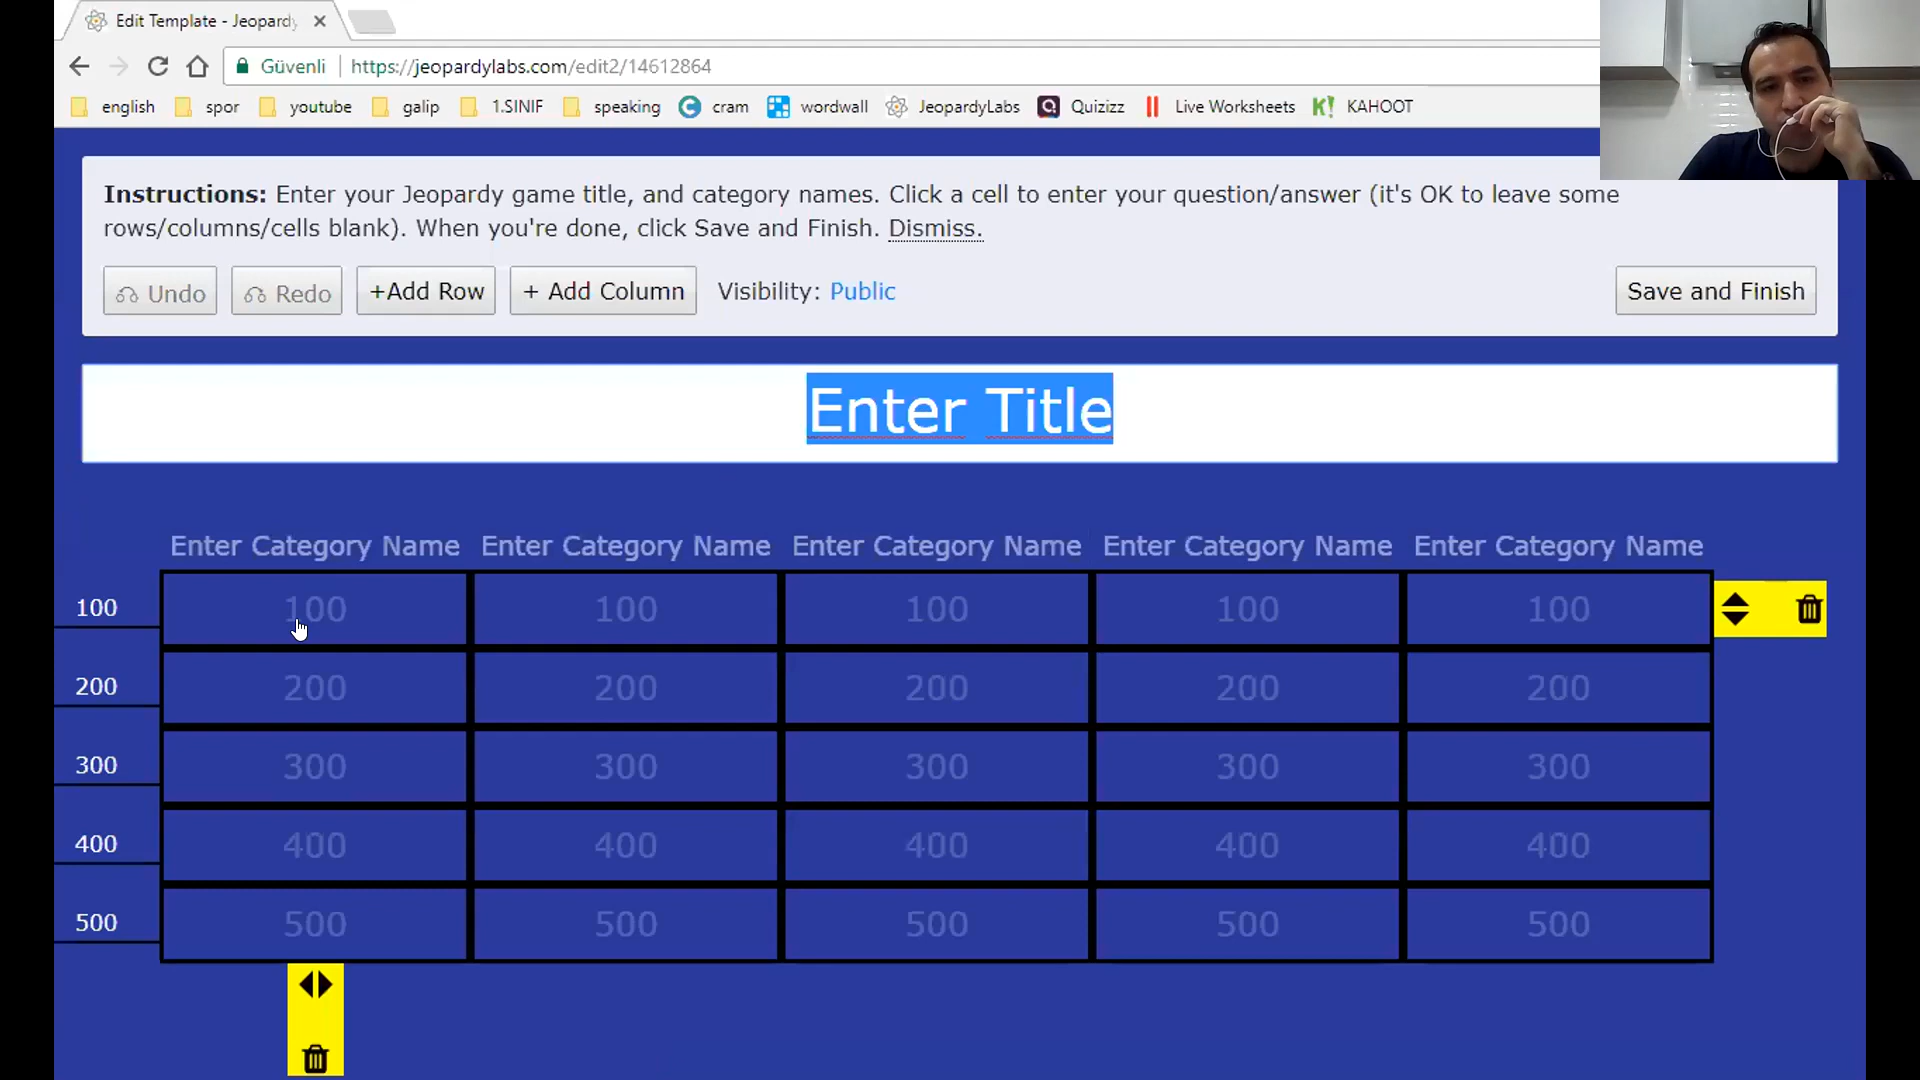 Edit Template - Jeopardy
Güvenli https://jeopardylabs.com/edit2/14612864
english spor youtube galip 1.SINIF speaking cram wordwall JeopardyLabs Quizizz Live Worksheets KAHOOT
Instructions: Enter your Jeopardy game title, and category names. Click a cell to enter your question/answer (it's OK to leave some
rows/columns/cells blank). When you're done, click Save and Finish. Dismiss.
Undo Redo +Add Row + Add Column Visibility: Public Save and Finish
Enter Title
Enter Category Name Enter Category Name Enter Category Name Enter Category Name Enter Category Name
100 100 100 100 100 100
200 200 200 200 200 200
300 300 300 300 300 300
400 400 400 400 400 400
500 500 500 500 500 500